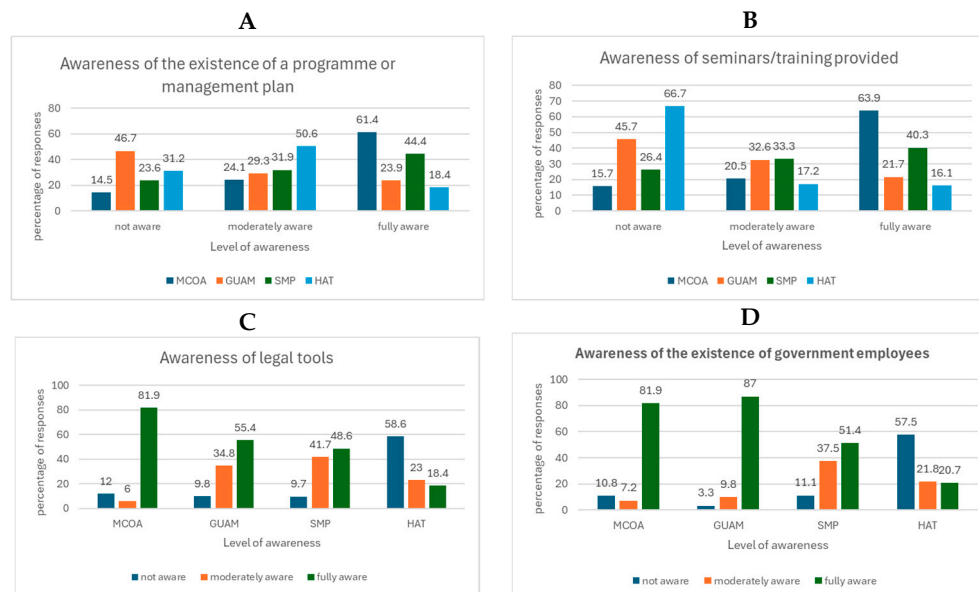 A
Awareness of the existence of a programme or
management plan
percentage of responses
80
60
40
20
0
14.5
46.7
23.6
31.2
24.1
29.3
31.9
50.6
61.4
23.9
44.4
18.4
not aware
moderately aware
fully aware
Level of awareness
MCOA GUAM SMP HAT
B
Awareness of seminars/training provided
percentage of responses
80
70
60
50
40
30
20
10
0
15.7
45.7
26.4
66.7
20.5
32.6
33.3
17.2
63.9
21.7
40.3
16.1
not aware
moderately aware
fully aware
Level of awareness
MCOA GUAM SMP HAT
C
Awareness of legal tools
percentage of responses
100
80
60
40
20
0
12
6
81.9
9.8
34.8
55.4
9.7
41.7
48.6
58.6
23
18.4
MCOA
GUAM
SMP
HAT
Level of awareness
not aware moderately aware fully aware
D
Awareness of the existence of government employees
percentage of responses
100
80
60
40
20
0
10.8
7.2
81.9
3.3
9.8
87
11.1
37.5
51.4
57.5
21.8
20.7
MCOA
GUAM
SMP
HAT
Level of awareness
not aware moderately aware fully aware